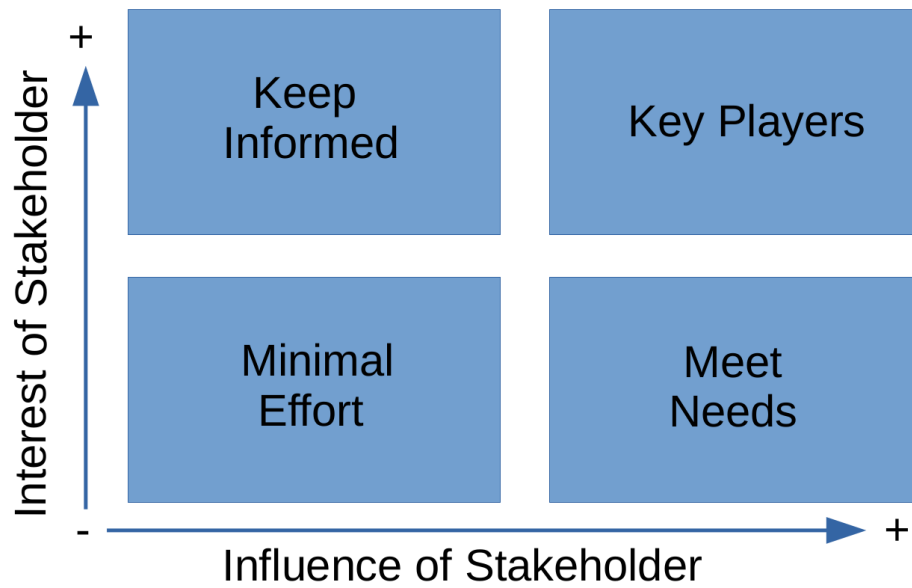 +
Interest of Stakeholder
Keep
Informed
Key Players
Minimal
Effort
Meet
Needs
-
+
Influence of Stakeholder